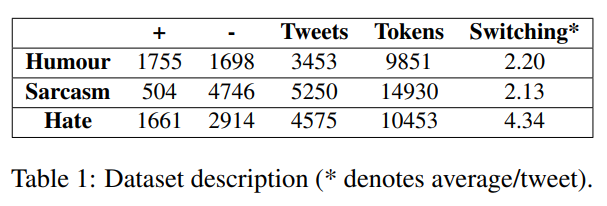 + - Tweets Tokens Switching*
Humour 1755 1698 3453 9851 2.20
Sarcasm 504 4746 5250 14930 2.13
Hate 1661 2914 4575 10453 4.34
Table 1: Dataset description (* denotes average/tweet).